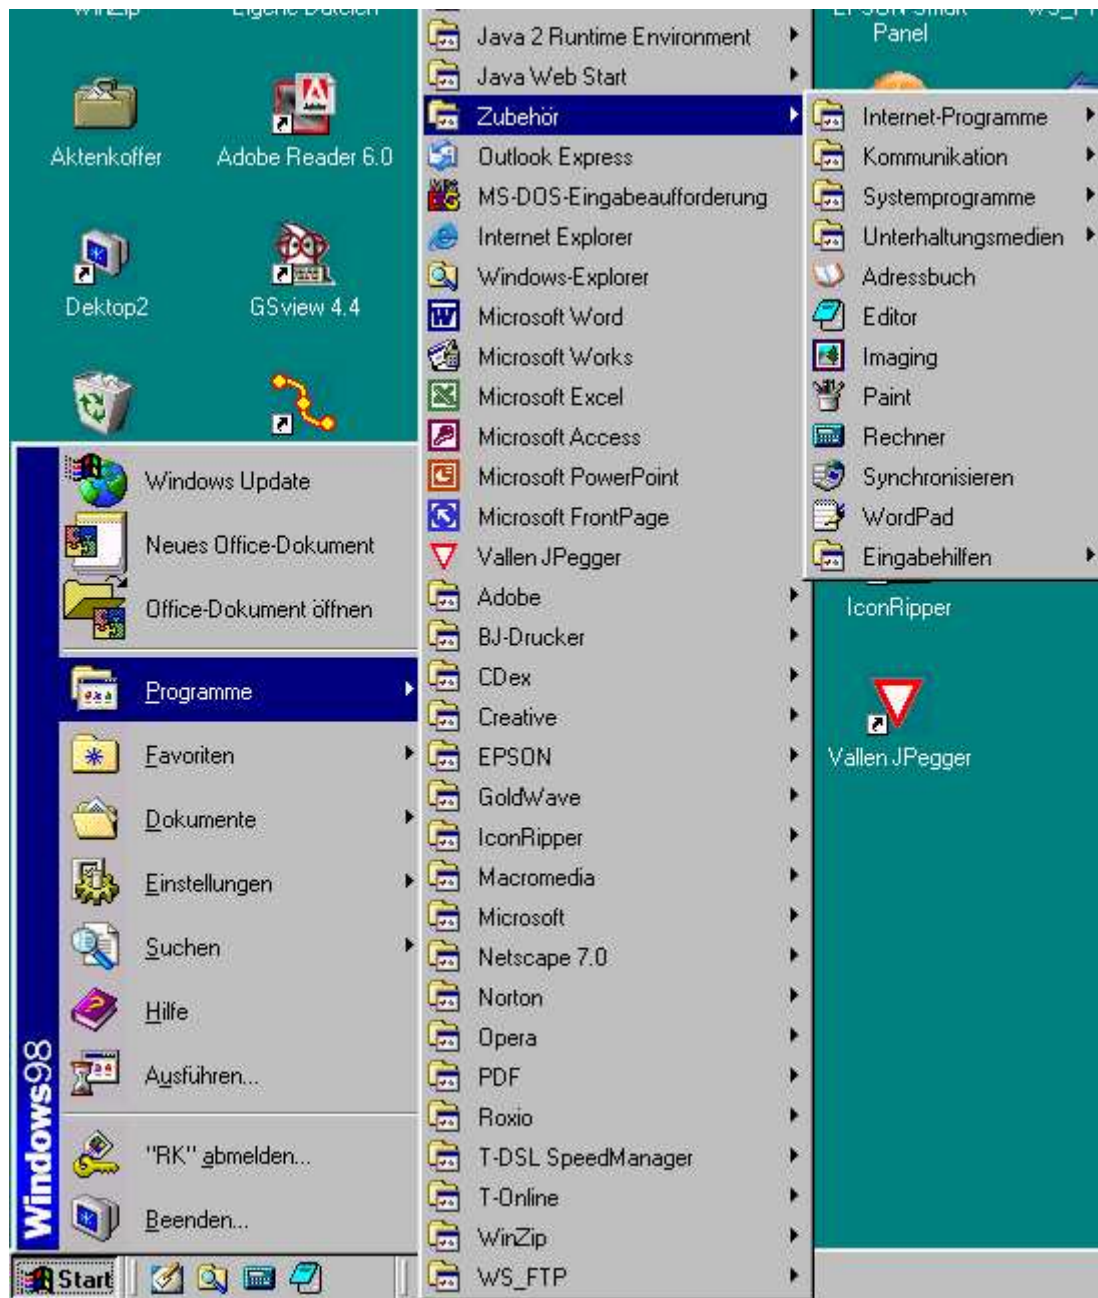 WinZip
Eigene Dateien
Aktenkoffer
Adobe Reader 6.0
Dektop2
GSview 4.4
Windows Update
Neues Office-Dokument
Office-Dokument öffnen
Programme
Favoriten
Dokumente
Einstellungen
Suchen
Hilfe
Ausführen...
"RK" abmelden...
Beenden...
Windows98
Start
Java 2 Runtime Environment
Java Web Start
Zubehör
Outlook Express
MS-DOS-Eingabeaufforderung
Internet Explorer
Windows-Explorer
Microsoft Word
Microsoft Works
Microsoft Excel
Microsoft Access
Microsoft PowerPoint
Microsoft FrontPage
Vallen JPegger
Adobe
BJ-Drucker
CDex
Creative
EPSON
GoldWave
IconRipper
Macromedia
Microsoft
Netscape 7.0
Norton
Opera
PDF
Roxio
T-DSL SpeedManager
T-Online
WinZip
WS_FTP
EPSON Smart
Panel
Internet-Programme
Kommunikation
Systemprogramme
Unterhaltungsmedien
Adressbuch
Editor
Imaging
Paint
Rechner
Synchronisieren
WordPad
Eingabehilfen
IconRipper
Vallen JPegger